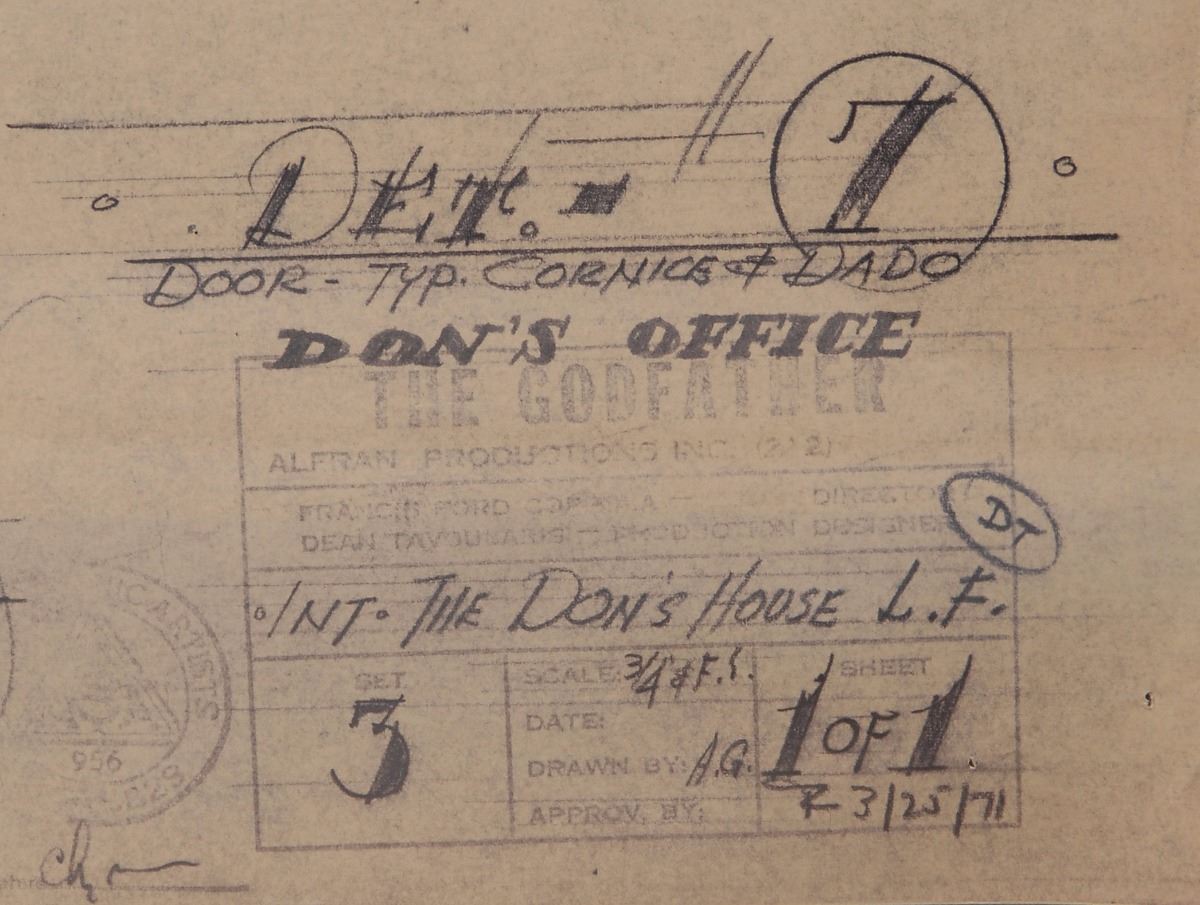 DET. - 7
DOOR - TYP. CORNICE & DADO
DON'S OFFICE
THE GODFATHER
ALFRAN PRODUCTIONS INC.
FRANCIS FORD COPPOLA - DIRECTOR
DEAN TAVOULARIS - PRODUCTION DESIGNER
DT
INT. THE DON'S HOUSE L.F.
SET
3
SCALE: 3/4 & F.S.
DATE:
DRAWN BY: A.G.
APPROV. BY:
SHEET
1 OF 1
R 3/25/71
ARTISTS
956